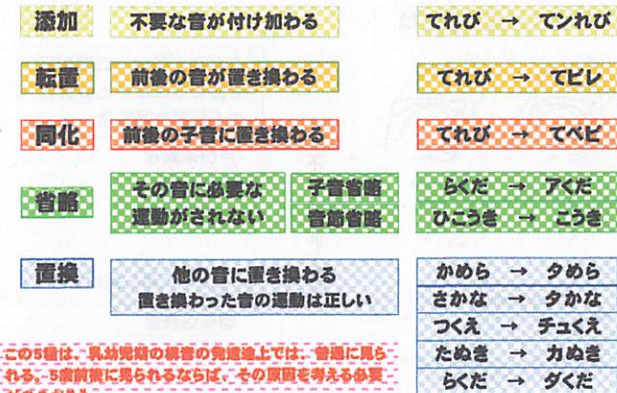 添加 不要な音が付け加わる てれび → てンれび
転置 前後の音が置き換わる てれび → てビレ
同化 前後の子音に置き換わる てれび → てベビ
省略 その音に必要な 子音省略 らくだ → アくだ
運動がされない 音節省略 ひこうき → こうき
置換 他の音に置き換わる かめら → タめら
置き換わった音の運動は正しい さかな → タかな
つくえ → チュくえ
たぬき → カぬき
らくだ → ダくだ
この5種は、乳幼児期の構音の発達途上では、普通に見ら
れる。5歳前後に見られるならば、その原因を考える必要